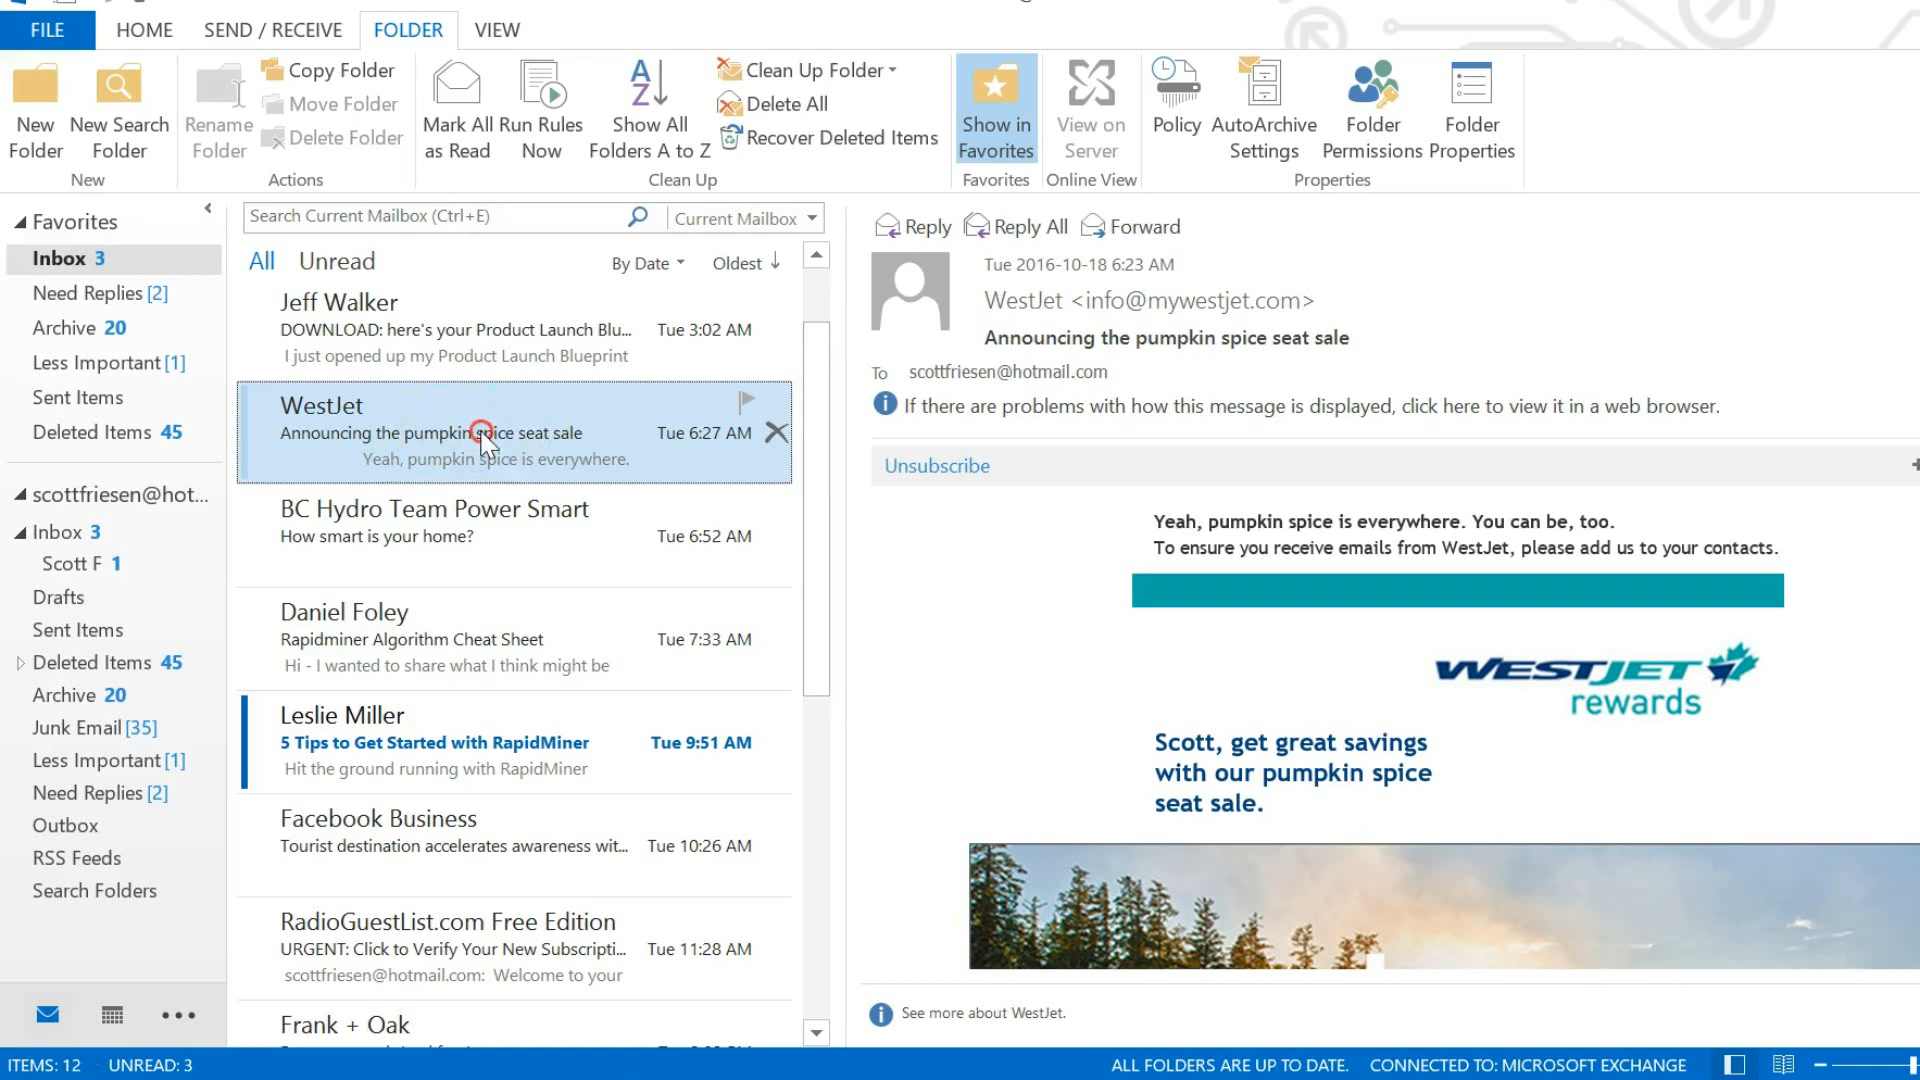 FILE HOME SEND / RECEIVE FOLDER VIEW
New Folder
New Search Folder
New
Rename Folder
Copy Folder
Move Folder
Delete Folder
Actions
Mark All as Read
Run Rules Now
Show All Folders A to Z
Clean Up Folder
Delete All
Recover Deleted Items
Clean Up
Show in Favorites
Favorites
View on Server
Online View
Policy
AutoArchive Settings
Folder Permissions
Folder Properties
Properties
Favorites
Inbox 3
Need Replies [2]
Archive 20
Less Important [1]
Sent Items
Deleted Items 45
scottfriesen@hot...
Inbox 3
Scott F 1
Drafts
Sent Items
Deleted Items 45
Archive 20
Junk Email [35]
Less Important [1]
Need Replies [2]
Outbox
RSS Feeds
Search Folders
Search Current Mailbox (Ctrl+E) Current Mailbox
All Unread By Date Oldest
Jeff Walker
DOWNLOAD: here's your Product Launch Blu... Tue 3:02 AM
I just opened up my Product Launch Blueprint
WestJet
Announcing the pumpkin spice seat sale Tue 6:27 AM
Yeah, pumpkin spice is everywhere.
BC Hydro Team Power Smart
How smart is your home? Tue 6:52 AM
Daniel Foley
Rapidminer Algorithm Cheat Sheet Tue 7:33 AM
Hi - I wanted to share what I think might be
Leslie Miller
5 Tips to Get Started with RapidMiner Tue 9:51 AM
Hit the ground running with RapidMiner
Facebook Business
Tourist destination accelerates awareness wit... Tue 10:26 AM
RadioGuestList.com Free Edition
URGENT: Click to Verify Your New Subscripti... Tue 11:28 AM
scottfriesen@hotmail.com: Welcome to your
Frank + Oak
Reply Reply All Forward
Tue 2016-10-18 6:23 AM
WestJet <info@mywestjet.com>
Announcing the pumpkin spice seat sale
To scottfriesen@hotmail.com
If there are problems with how this message is displayed, click here to view it in a web browser.
Unsubscribe
Yeah, pumpkin spice is everywhere. You can be, too.
To ensure you receive emails from WestJet, please add us to your contacts.
WESTJET
rewards
Scott, get great savings
with our pumpkin spice
seat sale.
See more about WestJet.
ITEMS: 12 UNREAD: 3 ALL FOLDERS ARE UP TO DATE. CONNECTED TO: MICROSOFT EXCHANGE